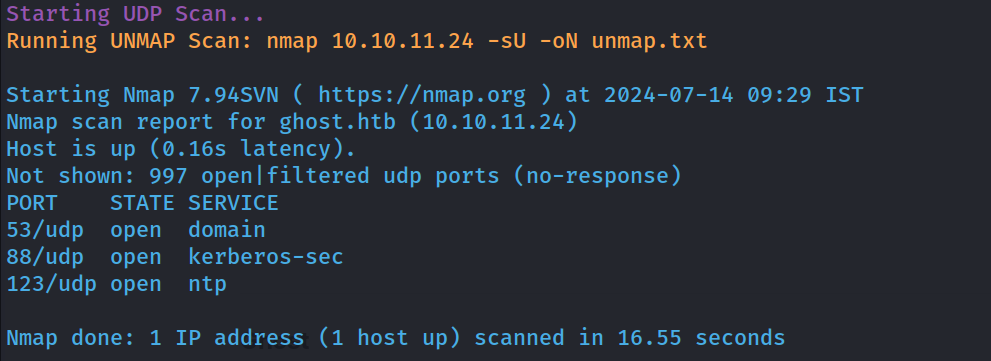 Starting UDP Scan...
Running UNMAP Scan: nmap 10.10.11.24 -sU -oN unmap.txt
Starting Nmap 7.94SVN ( https://nmap.org ) at 2024-07-14 09:29 IST
Nmap scan report for ghost.htb (10.10.11.24)
Host is up (0.16s latency).
Not shown: 997 open|filtered udp ports (no-response)
PORT    STATE SERVICE
53/udp  open  domain
88/udp  open  kerberos-sec
123/udp open  ntp
Nmap done: 1 IP address (1 host up) scanned in 16.55 seconds